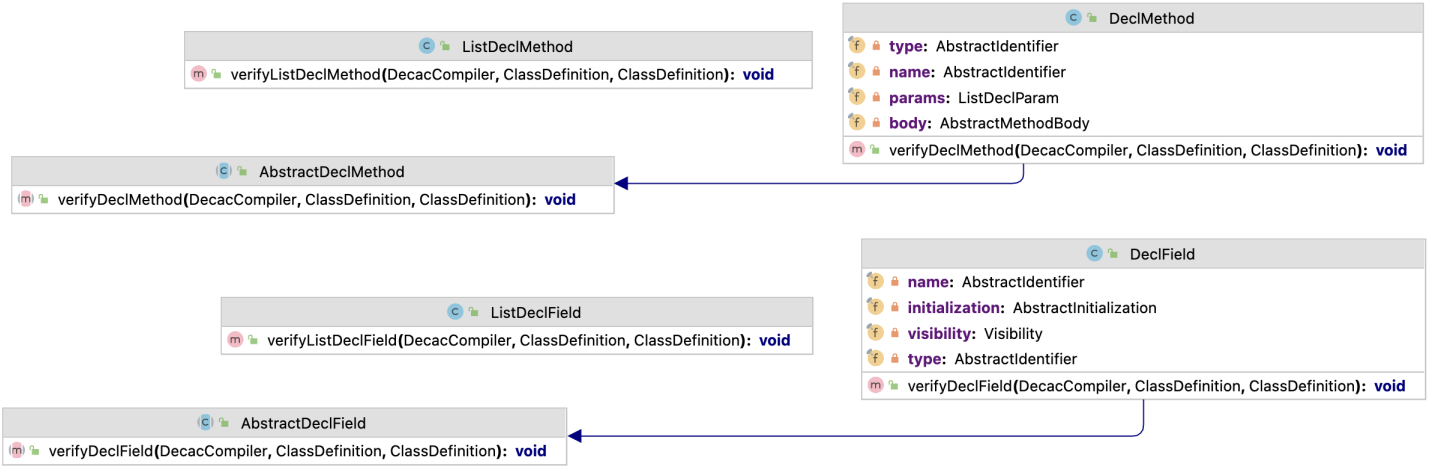 ListDeclMethod
verifyListDeclMethod(DecacCompiler, ClassDefinition, ClassDefinition): void
DeclMethod
type: AbstractIdentifier
name: AbstractIdentifier
params: ListDeclParam
body: AbstractMethodBody
verifyDeclMethod(DecacCompiler, ClassDefinition, ClassDefinition): void
AbstractDeclMethod
verifyDeclMethod(DecacCompiler, ClassDefinition, ClassDefinition): void
DeclField
name: AbstractIdentifier
initialization: AbstractInitialization
visibility: Visibility
type: AbstractIdentifier
verifyDeclField(DecacCompiler, ClassDefinition, ClassDefinition): void
ListDeclField
verifyListDeclField(DecacCompiler, ClassDefinition, ClassDefinition): void
AbstractDeclField
verifyDeclField(DecacCompiler, ClassDefinition, ClassDefinition): void